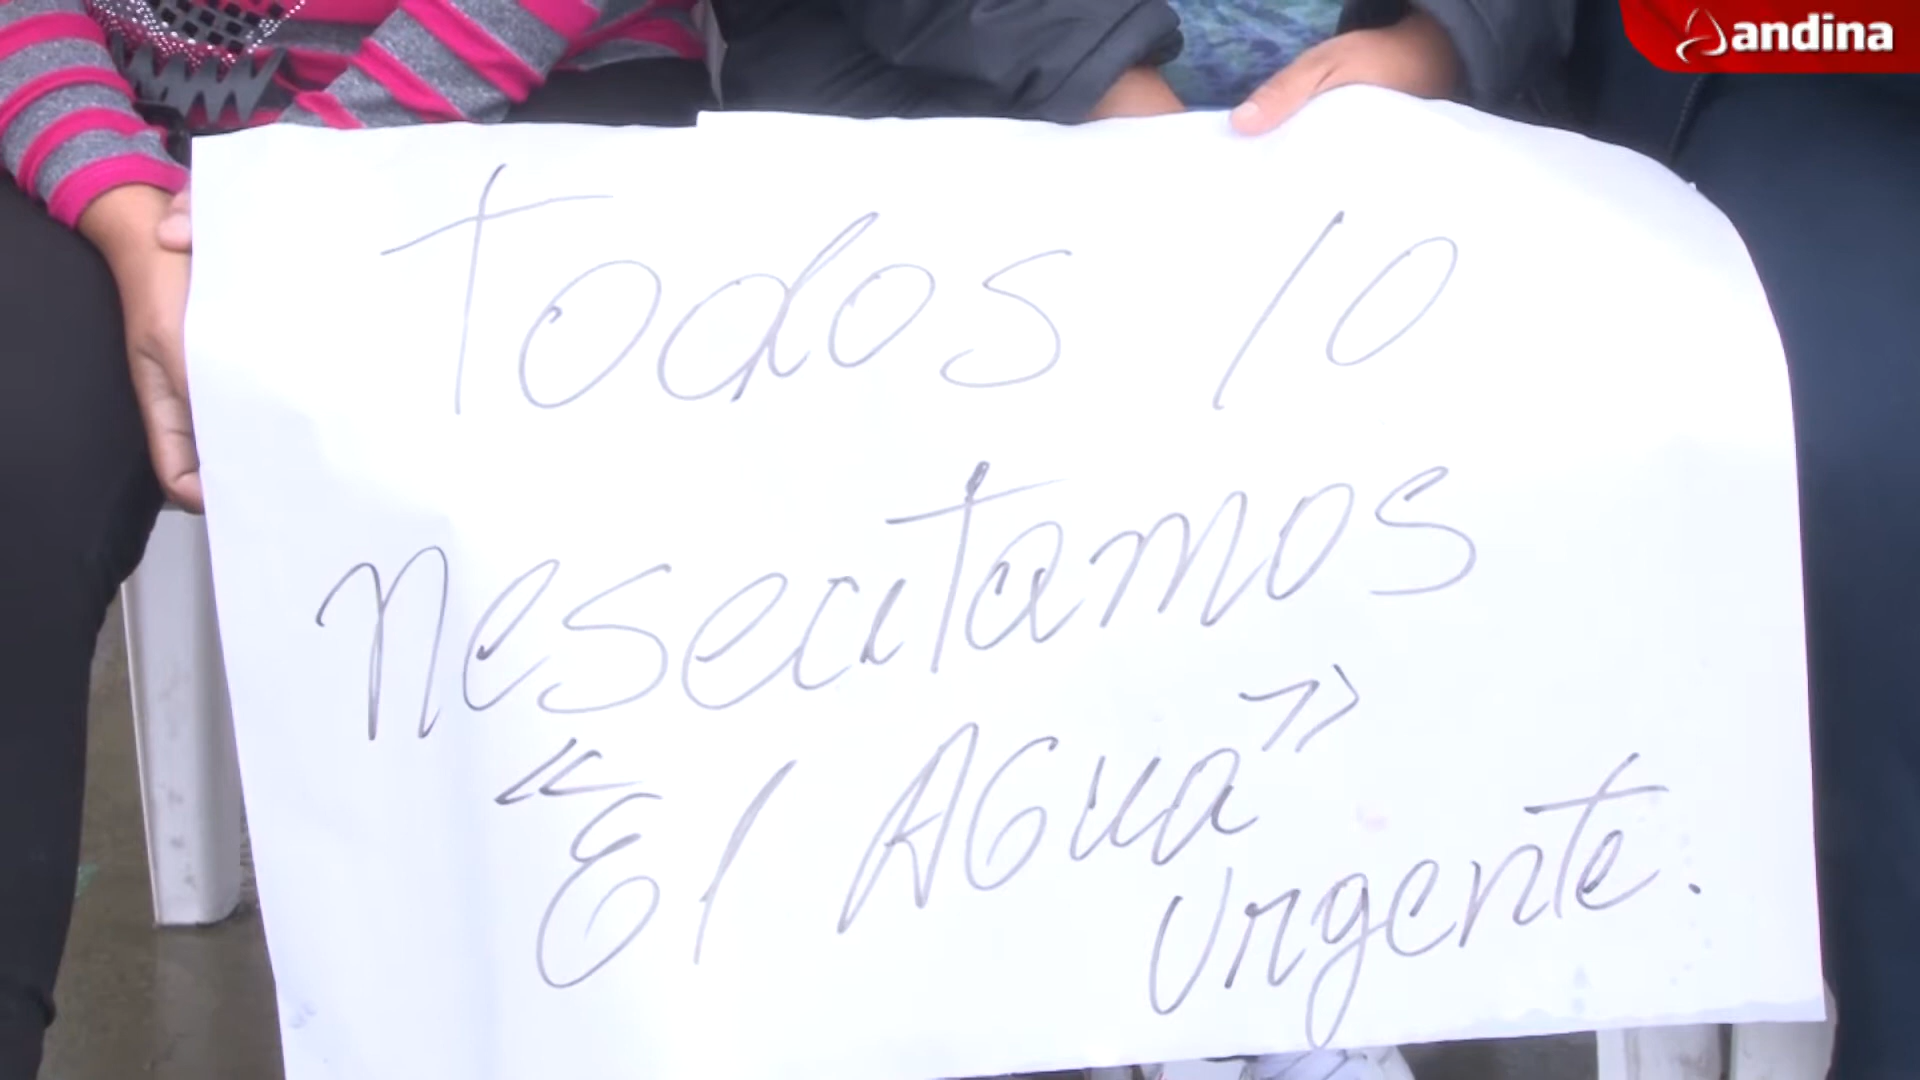 andina
Todos lo
nesecitamos
<< El AGua >>
urgente.